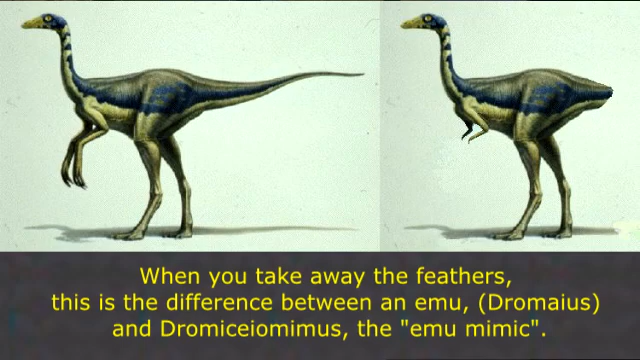 When you take away the feathers,
this is the difference between an emu, (Dromaius)
and Dromiceiomimus, the "emu mimic".